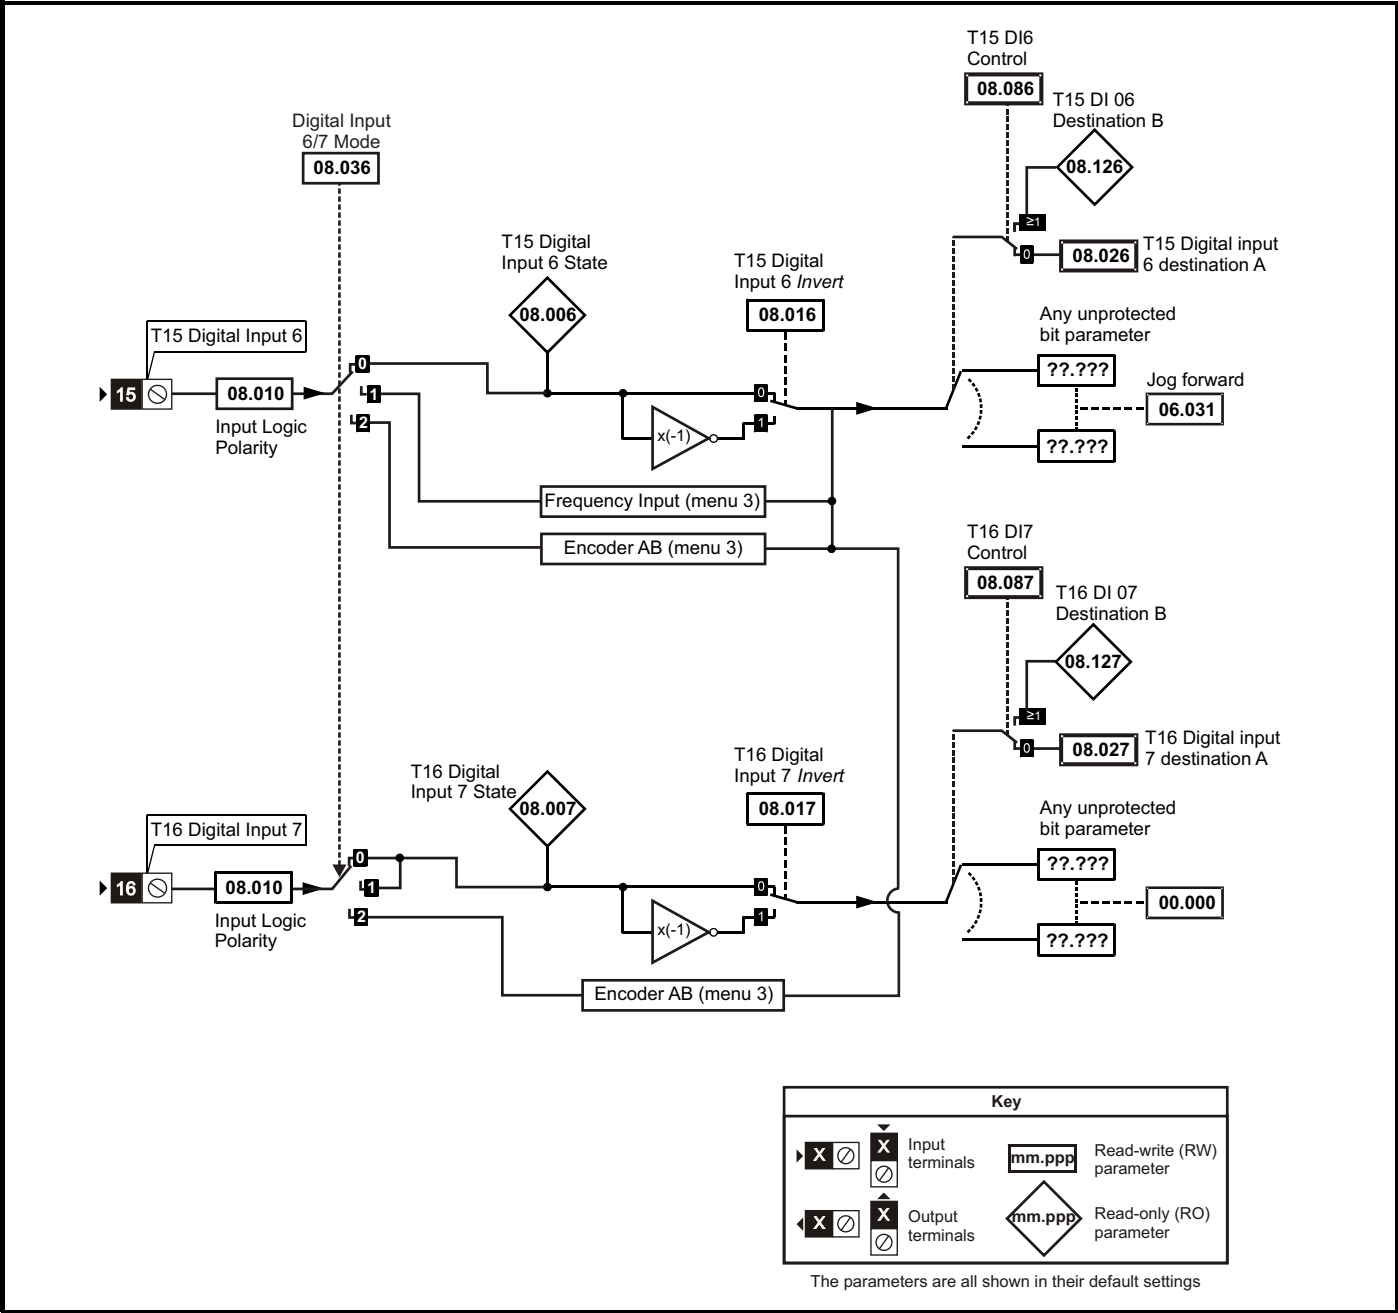 T15 DI6
Control
08.086
T15 DI 06
Destination B
08.126
≥1
0
08.026
T15 Digital input
6 destination A
Digital Input
6/7 Mode
08.036
T15 Digital
Input 6 State
08.006
T15 Digital
Input 6 Invert
08.016
Any unprotected
bit parameter
??.???
Jog forward
06.031
??.???
T15 Digital Input 6
15
08.010
Input Logic
Polarity
0
1
2
x(-1)
0
1
Frequency Input (menu 3)
Encoder AB (menu 3)
T16 DI7
Control
08.087
T16 DI 07
Destination B
08.127
≥1
0
08.027
T16 Digital input
7 destination A
T16 Digital
Input 7 State
08.007
T16 Digital
Input 7 Invert
08.017
Any unprotected
bit parameter
??.???
00.000
??.???
T16 Digital Input 7
16
08.010
Input Logic
Polarity
0
1
2
x(-1)
0
1
Encoder AB (menu 3)
Key
X
X
Input
terminals
mm.ppp
Read-write (RW)
parameter
X
X
Output
terminals
mm.ppp
Read-only (RO)
parameter
The parameters are all shown in their default settings